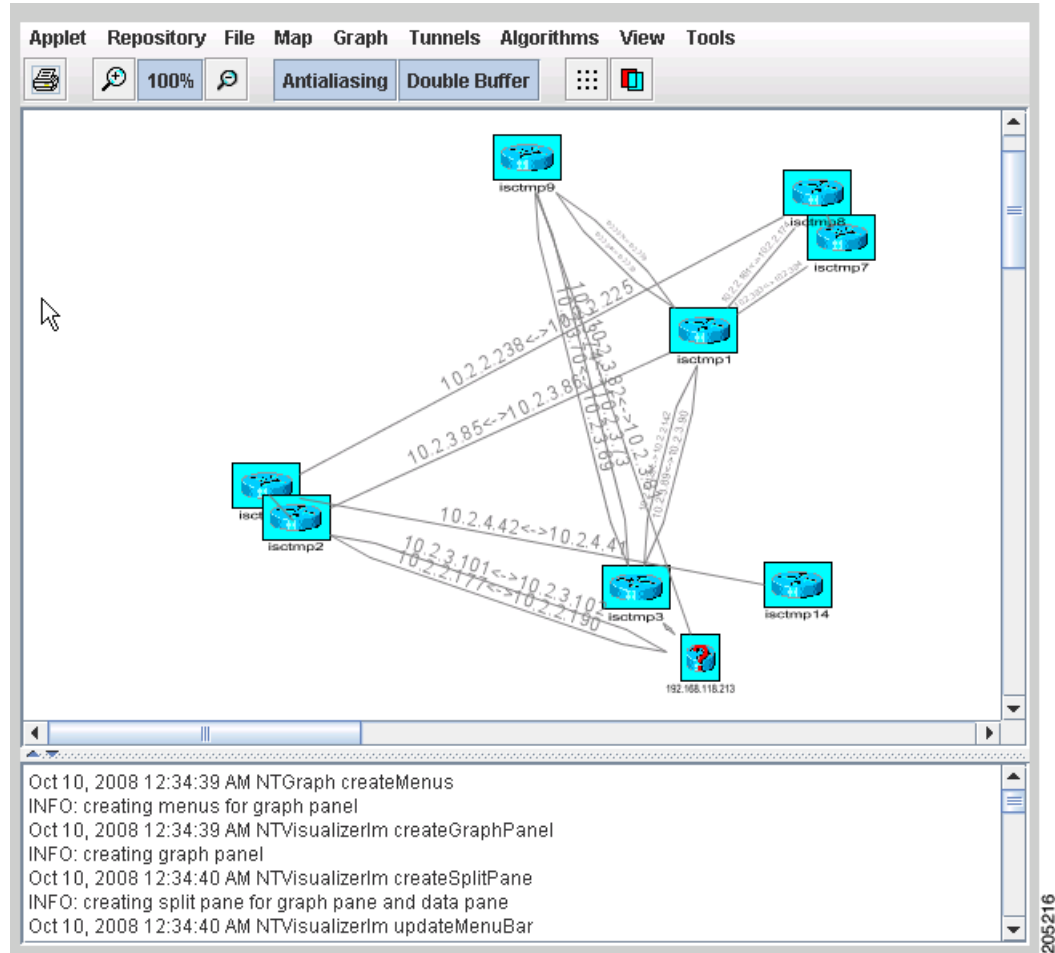 Applet Repository File Map Graph Tunnels Algorithms View Tools
100% Antialiasing Double Buffer
isctmp9
isctmp8
isctmp7
10.2.2.238<->10.2.2.225
isctmp1
10.2.3.85<->10.2.3.86
isctmp2
10.2.4.42<->10.2.4.41
10.2.3.101<->10.2.3.102
10.2.2.177<->10.2.2.190
isctmp3
isctmp14
192.168.118.213
Oct 10, 2008 12:34:39 AM NTGraph createMenus
INFO: creating menus for graph panel
Oct 10, 2008 12:34:39 AM NTVisualizerIm createGraphPanel
INFO: creating graph panel
Oct 10, 2008 12:34:40 AM NTVisualizerIm createSplitPane
INFO: creating split pane for graph pane and data pane
Oct 10, 2008 12:34:40 AM NTVisualizerIm updateMenuBar
205216